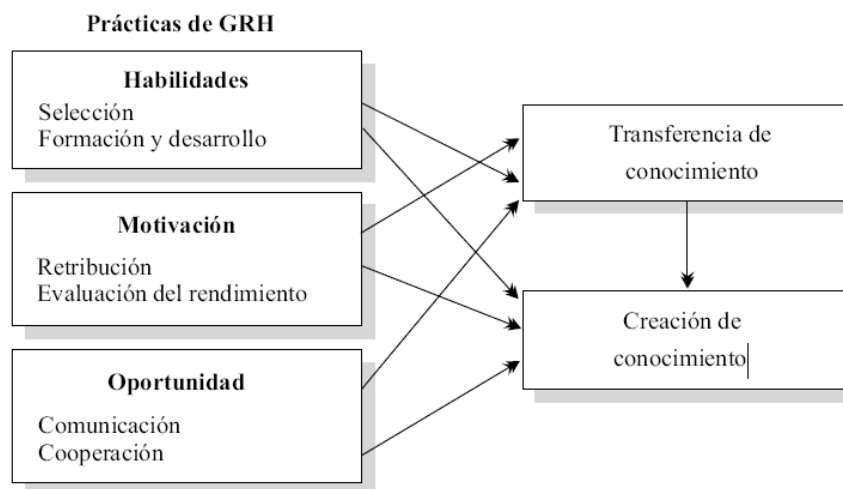 Prácticas de GRH
Habilidades
Selección
Formación y desarrollo
Motivación
Retribución
Evaluación del rendimiento
Oportunidad
Comunicación
Cooperación
Transferencia de
conocimiento
Creación de
conocimiento